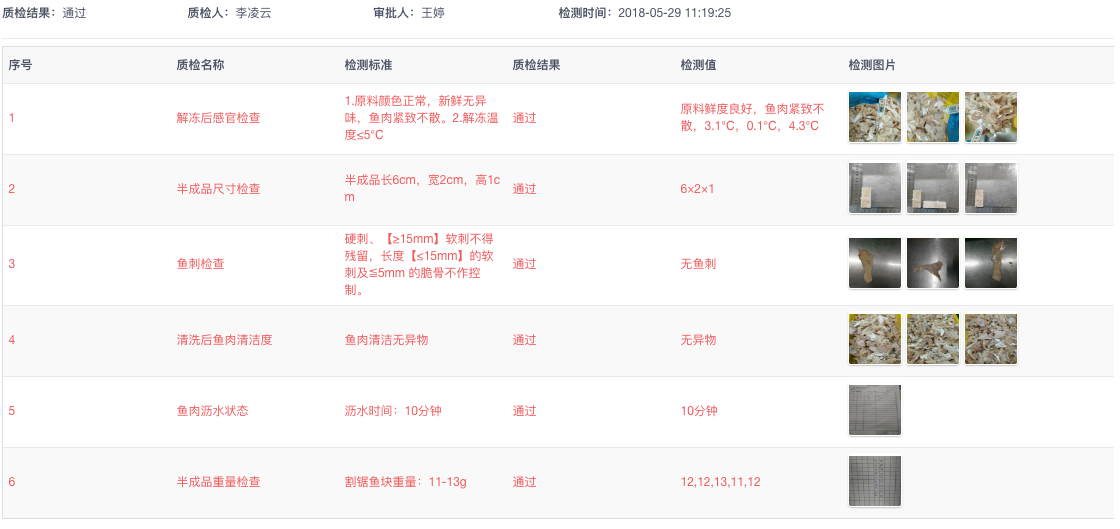 质检结果：通过 质检人：李凌云 审批人：王婷 检测时间：2018-05-29 11:19:25
序号 质检名称 检测标准 质检结果 检测值 检测图片
1 解冻后感官检查 1.原料颜色正常，新鲜无异味，鱼肉紧致不散。2.解冻温度≤5℃ 通过 原料鲜度良好，鱼肉紧致不散，3.1℃，0.1℃，4.3℃
2 半成品尺寸检查 半成品长6cm，宽2cm，高1cm 通过 6×2×1
3 鱼刺检查 硬刺、【≥15mm】软刺不得残留，长度【≤15mm】的软刺及≦5mm 的脆骨不作控制。 通过 无鱼刺
4 清洗后鱼肉清洁度 鱼肉清洁无异物 通过 无异物
5 鱼肉沥水状态 沥水时间：10分钟 通过 10分钟
6 半成品重量检查 割锯鱼块重量：11-13g 通过 12,12,13,11,12